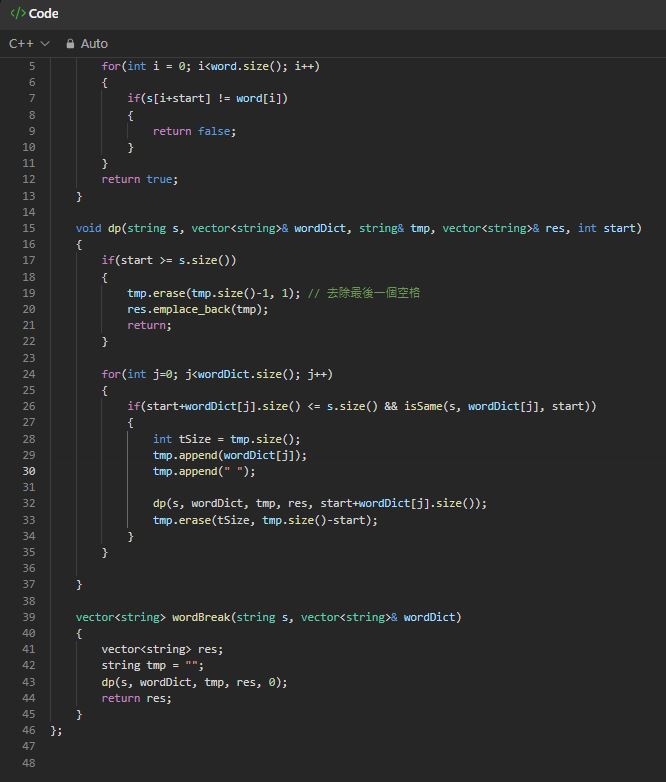 </> Code
C++ Auto
5 for(int i = 0; i<word.size(); i++)
6 {
7 if(s[i+start] != word[i])
8 {
9 return false;
10 }
11 }
12 return true;
13 }
14
15 void dp(string s, vector<string>& wordDict, string& tmp, vector<string>& res, int start)
16 {
17 if(start >= s.size())
18 {
19 tmp.erase(tmp.size()-1, 1); // 去除最後一個空格
20 res.emplace_back(tmp);
21 return;
22 }
23
24 for(int j=0; j<wordDict.size(); j++)
25 {
26 if(start+wordDict[j].size() <= s.size() && isSame(s, wordDict[j], start))
27 {
28 int tSize = tmp.size();
29 tmp.append(wordDict[j]);
30 tmp.append(" ");
31
32 dp(s, wordDict, tmp, res, start+wordDict[j].size());
33 tmp.erase(tSize, tmp.size()-start);
34 }
35 }
36
37 }
38
39 vector<string> wordBreak(string s, vector<string>& wordDict)
40 {
41 vector<string> res;
42 string tmp = "";
43 dp(s, wordDict, tmp, res, 0);
44 return res;
45 }
46 };
47
48